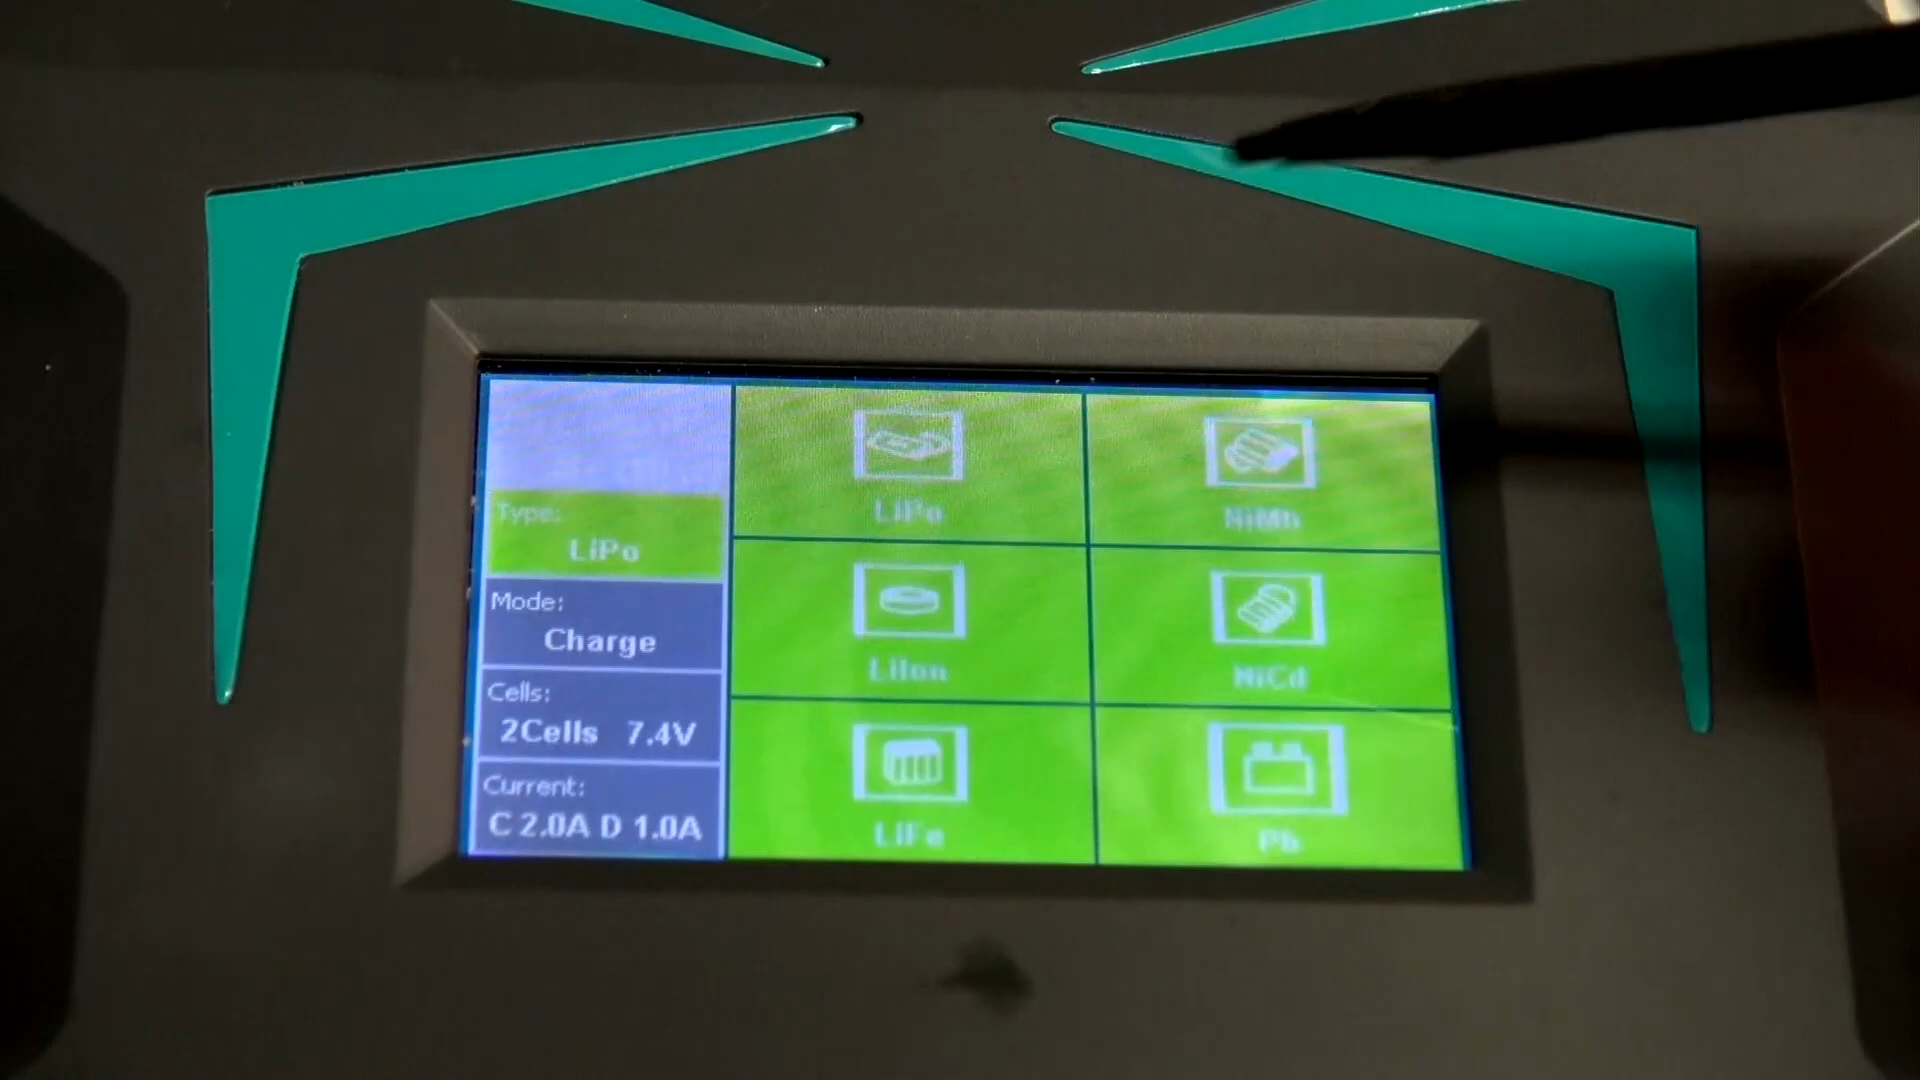 Type:
LiPo
Mode:
Charge
Cells:
2Cells 7.4V
Current:
C 2.0A D 1.0A
LiPo
NiMh
LiIon
NiCd
LiFe
Pb